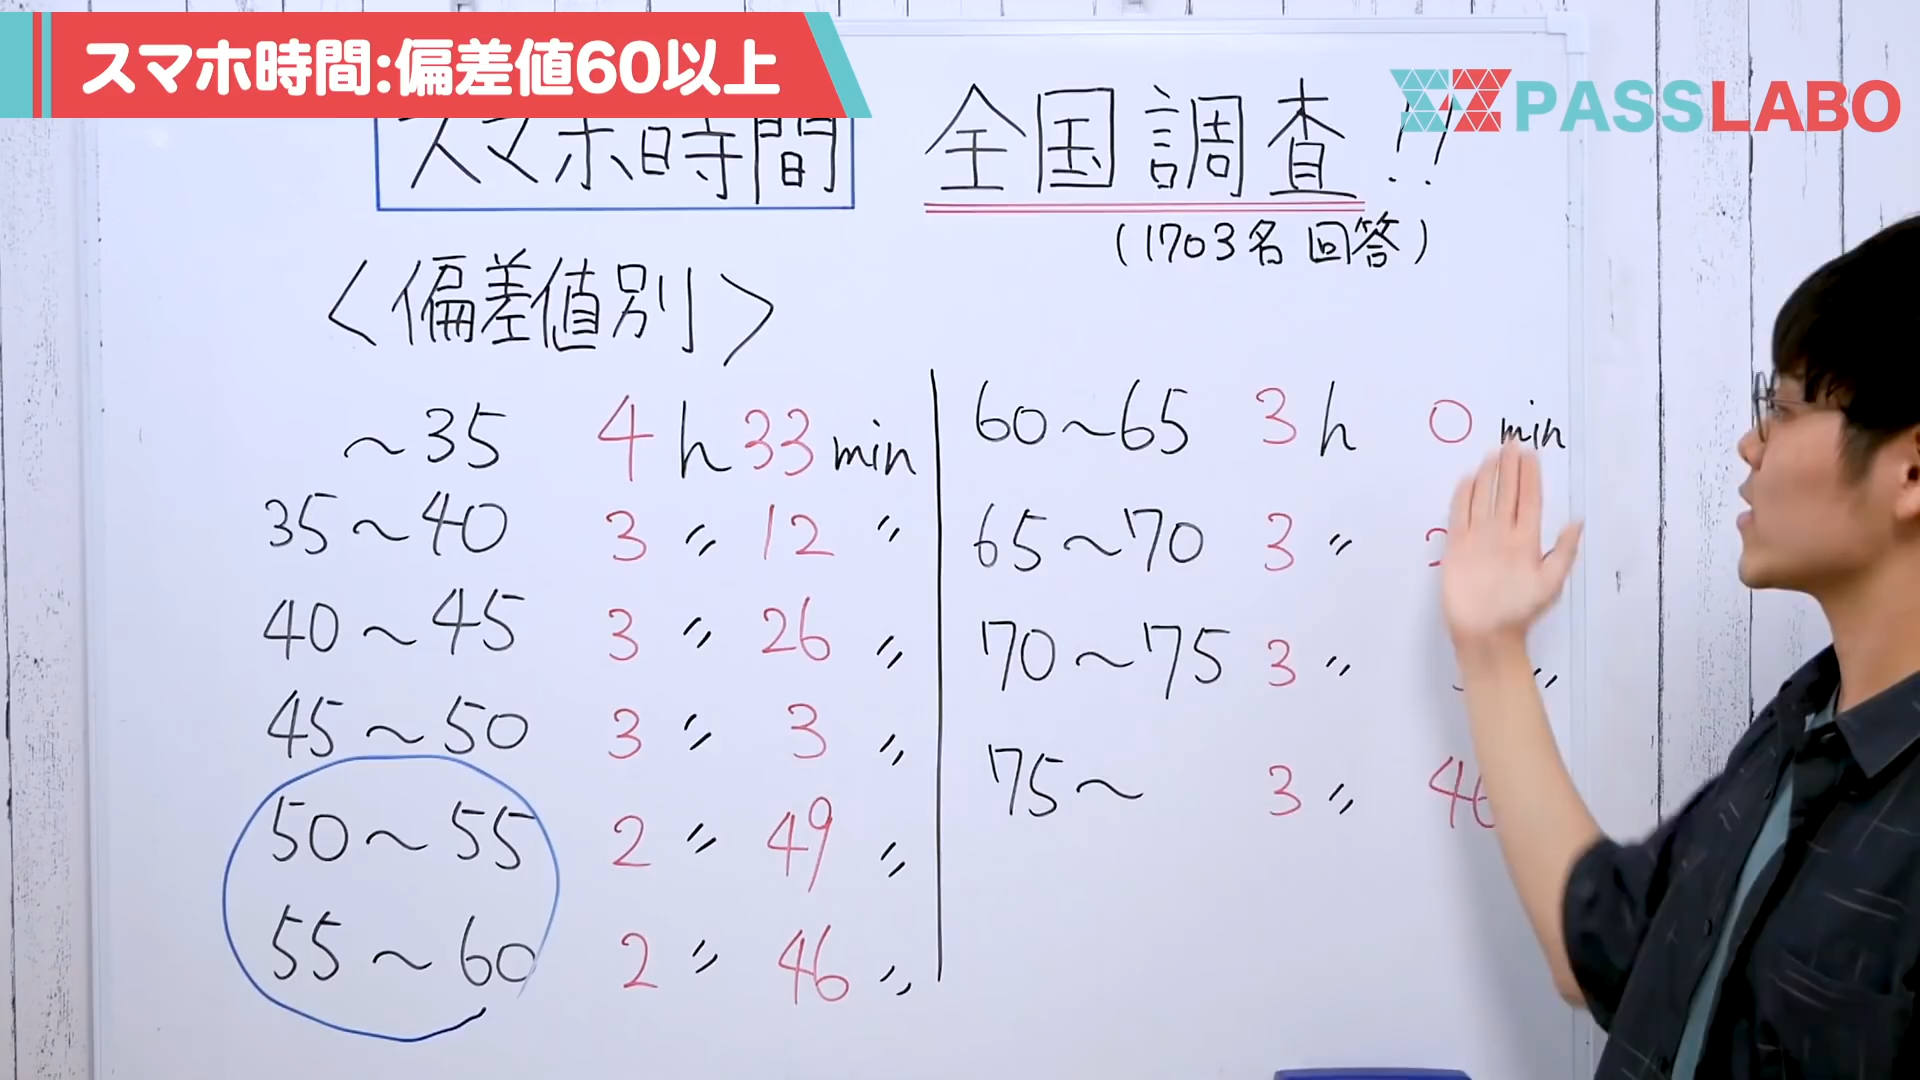 スマホ時間:偏差値60以上
PASSLABO
スマホ時間 全国調査!!
(1703名回答)
<偏差値別>
~35 4h33min
35~40 3〃12〃
40~45 3〃26〃
45~50 3〃3〃
50~55 2〃49〃
55~60 2〃46〃
60~65 3h 0min
65~70 3〃
70~75 3〃 〃
75~ 3〃